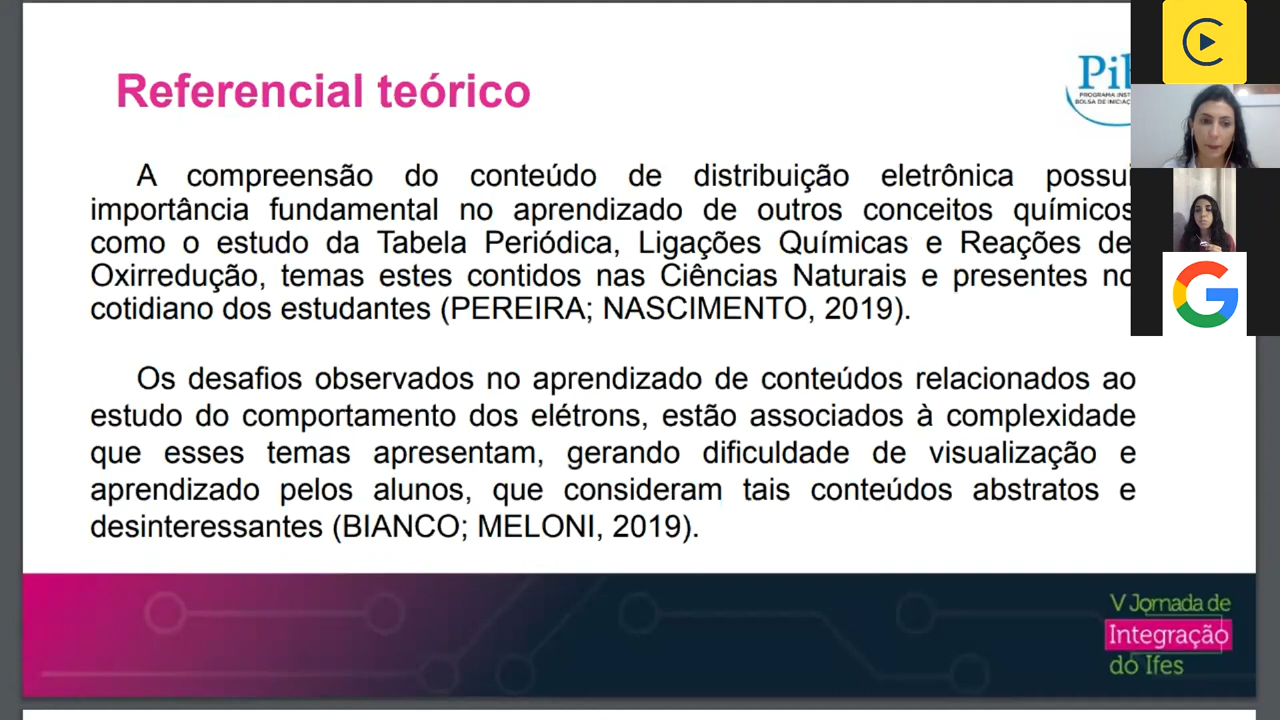 Referencial teórico
A compreensão do conteúdo de distribuição eletrônica possui
importância fundamental no aprendizado de outros conceitos químicos
como o estudo da Tabela Periódica, Ligações Químicas e Reações de
Oxirredução, temas estes contidos nas Ciências Naturais e presentes no
cotidiano dos estudantes (PEREIRA; NASCIMENTO, 2019).
Os desafios observados no aprendizado de conteúdos relacionados ao
estudo do comportamento dos elétrons, estão associados à complexidade
que esses temas apresentam, gerando dificuldade de visualização e
aprendizado pelos alunos, que consideram tais conteúdos abstratos e
desinteressantes (BIANCO; MELONI, 2019).
PROGRAMA
BOLSA DE
V Jornada de
Integração
do Ifes